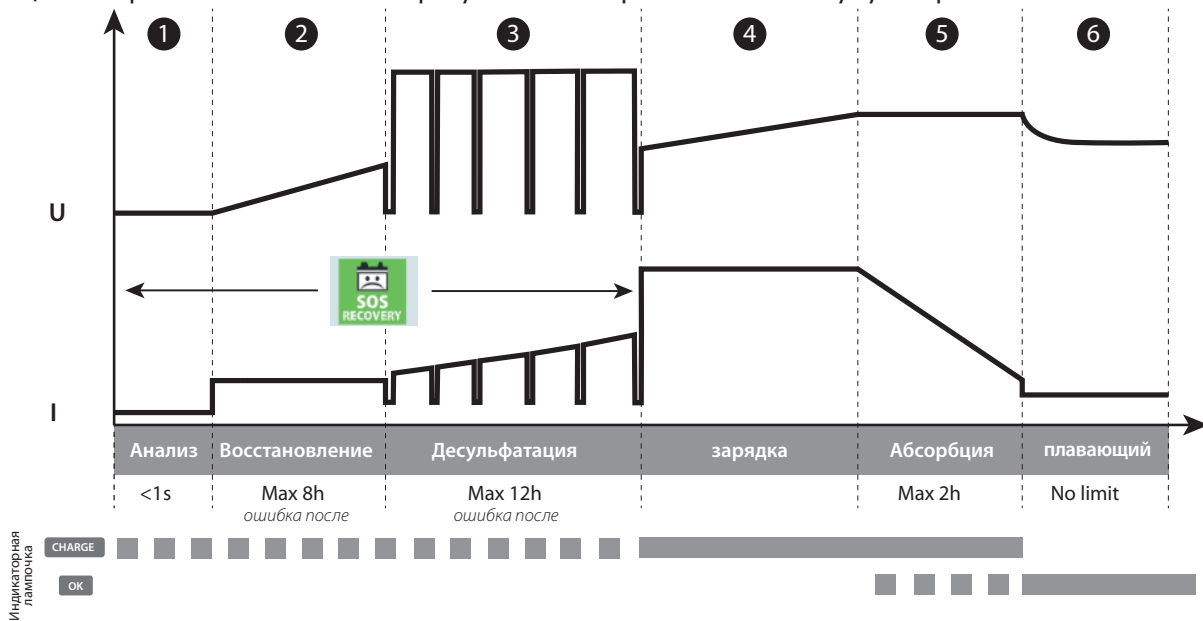 1 2 3 4 5 6
U
SOS
RECOVERY
I
Анализ Восстановление Десульфатация зарядка Абсорбция плавающий
<1s Max 8h Max 12h Max 2h No limit
ошибка после ошибка после
Индикаторная
лампочка
CHARGE
OK